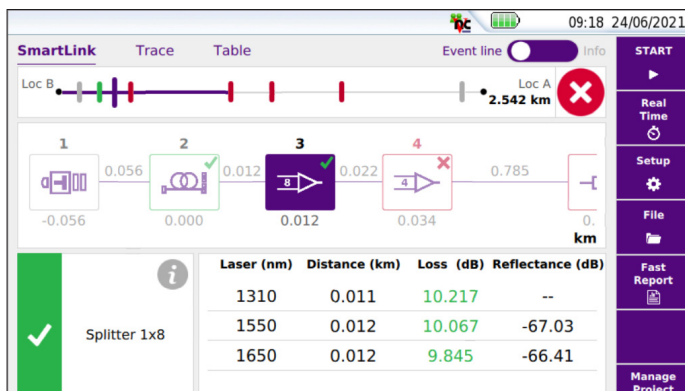 09:18 24/06/2021
SmartLink Trace Table Event line Info
START
Loc B Loc A
2.542 km
Real
Time
1 2 3 4
Setup
0.056 0.012 0.022 0.785
8 4
-0.056 0.000 0.012 0.034 0.
km
File
Laser (nm) Distance (km) Loss (dB) Reflectance (dB)
Fast
Report
1310 0.011 10.217 --
Splitter 1x8
1550 0.012 10.067 -67.03
1650 0.012 9.845 -66.41
Manage
Project